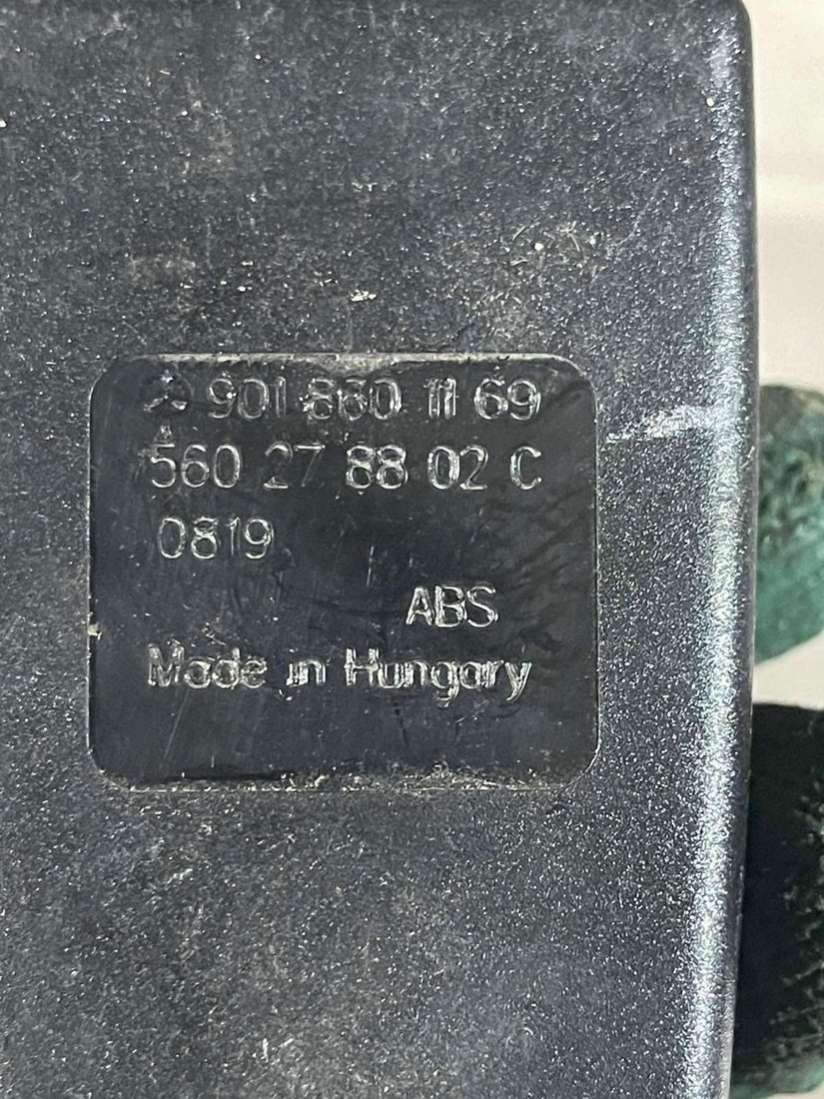 901 860 11 69
A
560 27 88 02 C
0819
ABS
Made in Hungary